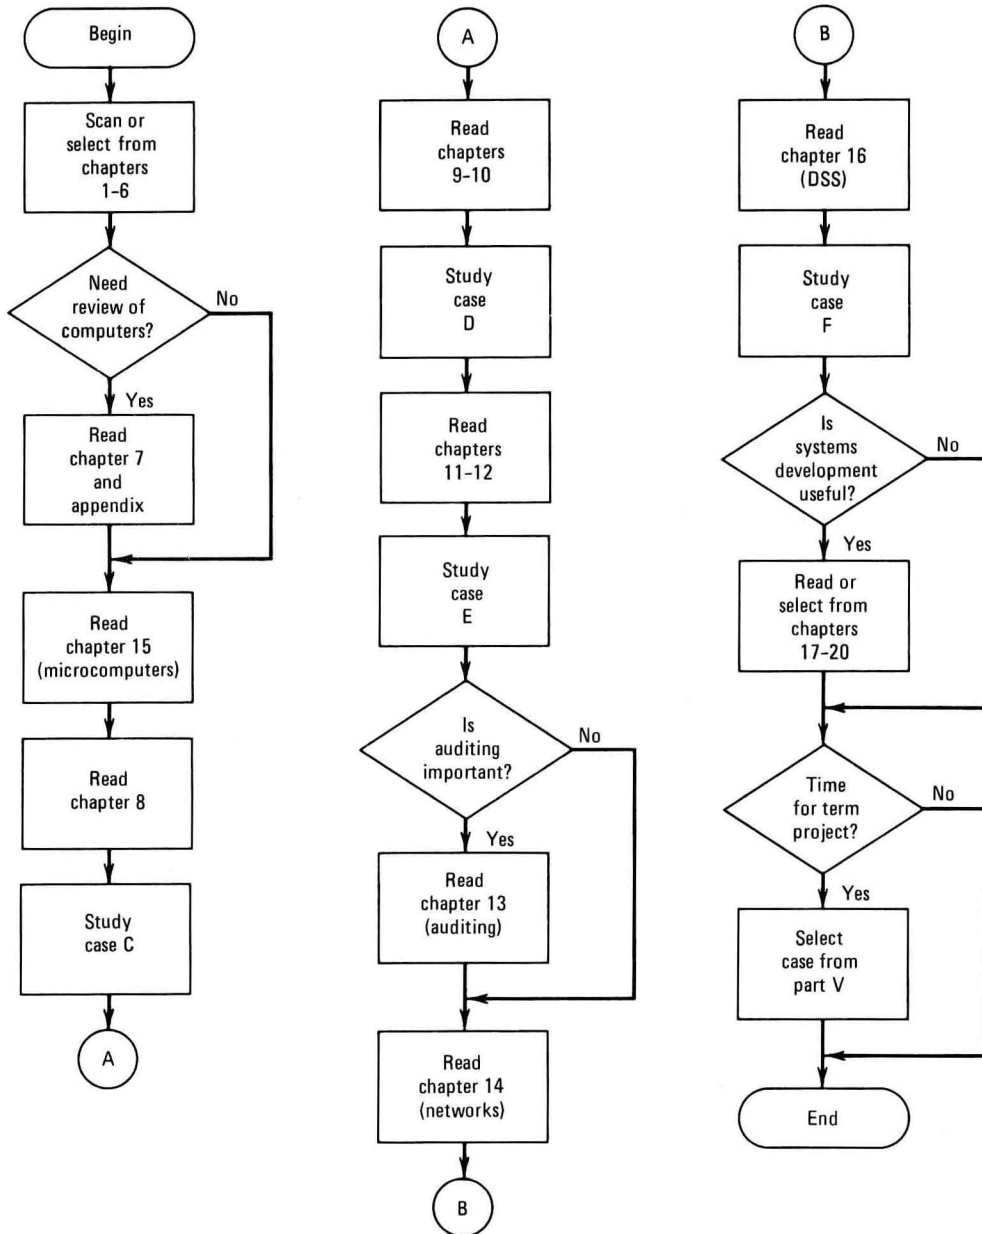 Begin
Scan or
select from
chapters
1-6
Need
review of
computers?
No
Yes
Read
chapter 7
and
appendix
Read
chapter 15
(microcomputers)
Read
chapter 8
Study
case C
A
A
Read
chapters
9-10
Study
case
D
Read
chapters
11-12
Study
case
E
Is
auditing
important?
No
Yes
Read
chapter 13
(auditing)
Read
chapter 14
(networks)
B
B
Read
chapter 16
(DSS)
Study
case
F
Is
systems
development
useful?
No
Yes
Read or
select from
chapters
17-20
Time
for term
project?
No
Yes
Select
case from
part V
End